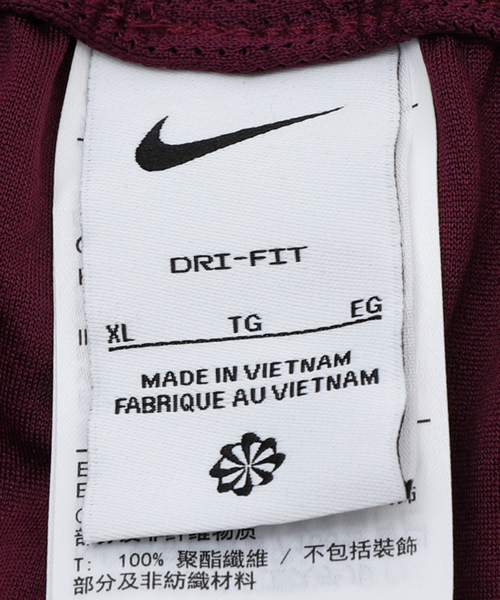 DRI-FIT
XL TG EG
MADE IN VIETNAM
FABRIQUE AU VIETNAM
T: 100% 聚酯纖維 / 不包括裝飾
部分及非紡織材料